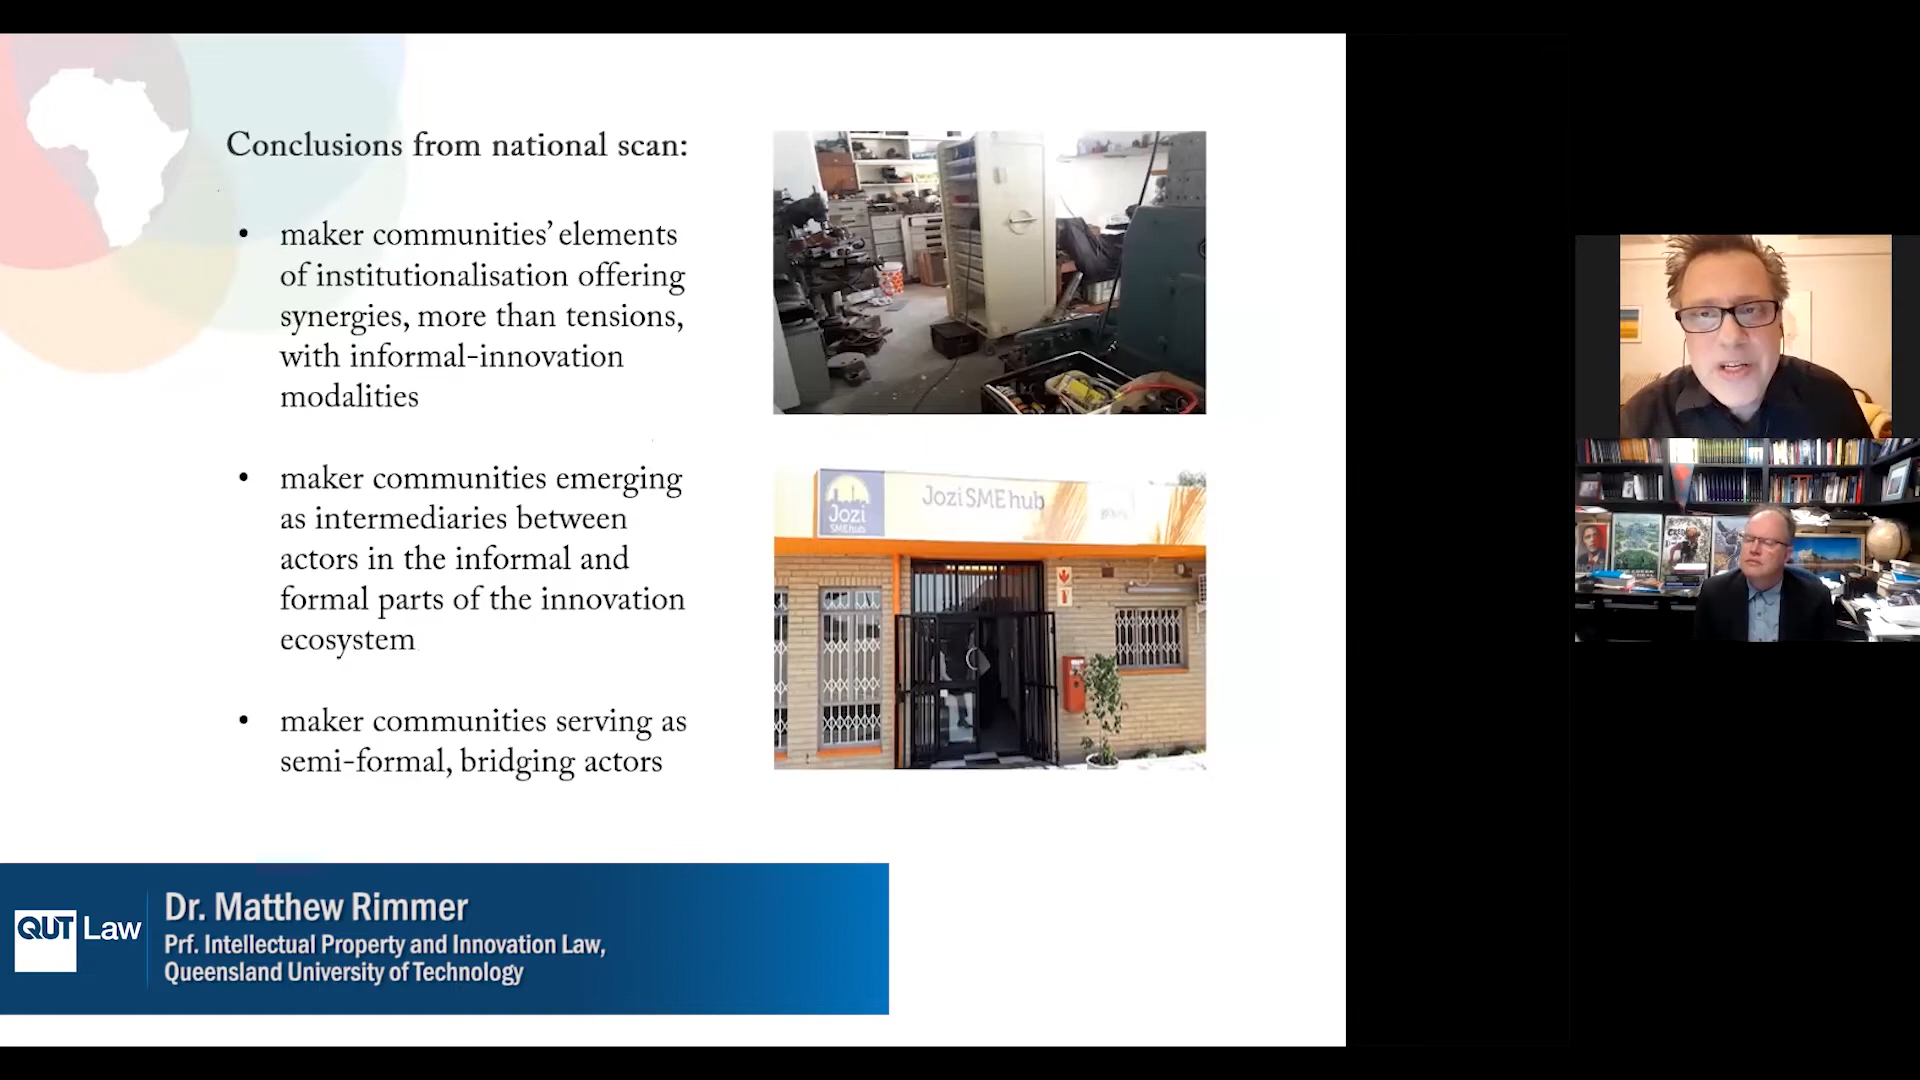 Conclusions from national scan:
• maker communities’ elements
of institutionalisation offering
synergies, more than tensions,
with informal-innovation
modalities
• maker communities emerging
as intermediaries between
actors in the informal and
formal parts of the innovation
ecosystem
• maker communities serving as
semi-formal, bridging actors
Jozi
SMEhub
Jozi SME hub
QUT Law
Dr. Matthew Rimmer
Prf. Intellectual Property and Innovation Law,
Queensland University of Technology